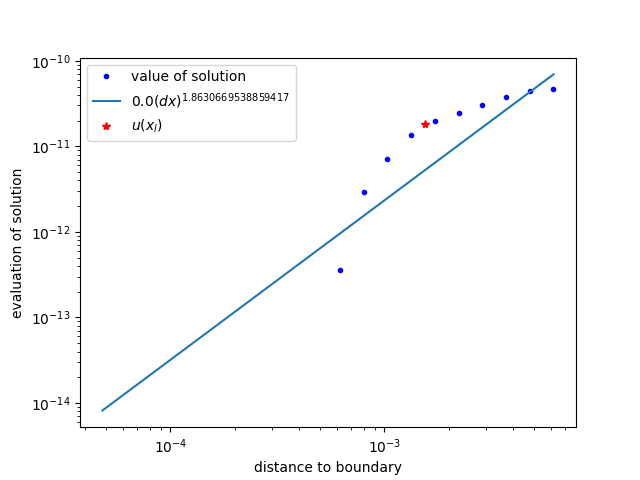 10⁻¹⁰
10⁻¹¹
10⁻¹²
10⁻¹³
10⁻¹⁴
evaluation of solution
value of solution
0.0(dx)^1.8630669538859417
u(x_l)
10⁻⁴
10⁻³
distance to boundary